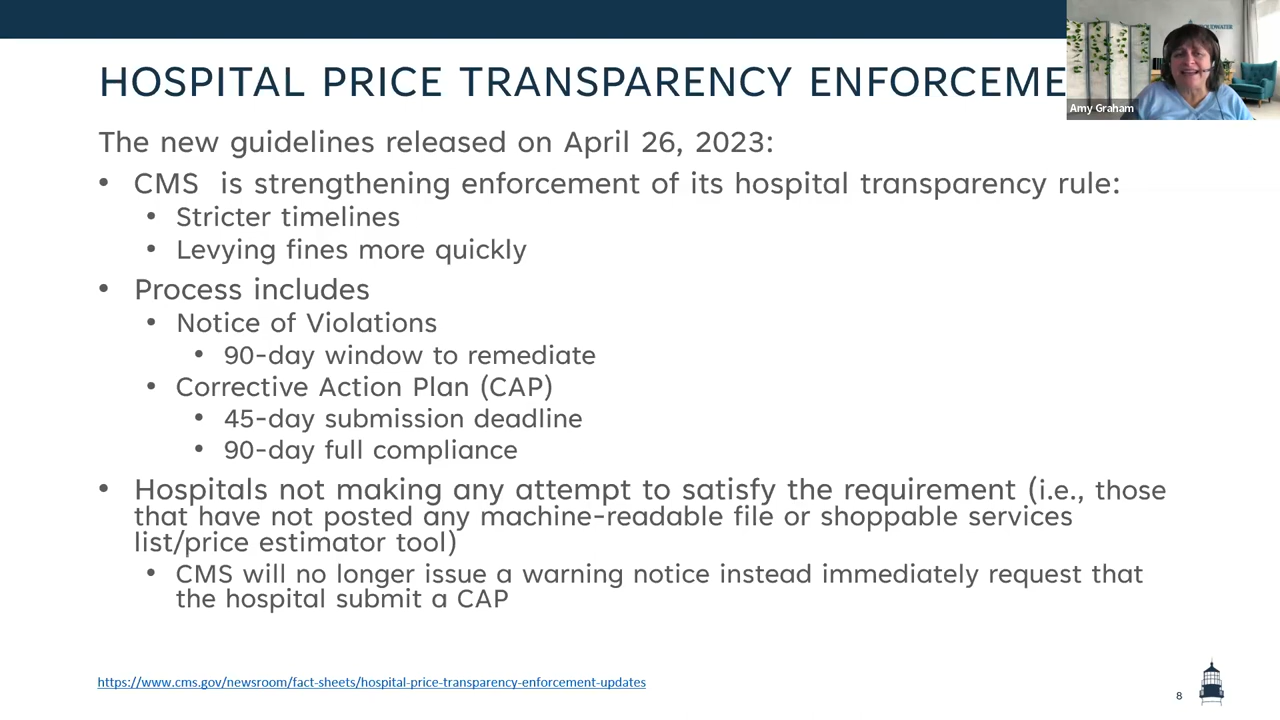 HOSPITAL PRICE TRANSPARENCY ENFORCEME
Amy Graham
The new guidelines released on April 26, 2023:
• CMS is strengthening enforcement of its hospital transparency rule:
• Stricter timelines
• Levying fines more quickly
• Process includes
• Notice of Violations
• 90-day window to remediate
• Corrective Action Plan (CAP)
• 45-day submission deadline
• 90-day full compliance
• Hospitals not making any attempt to satisfy the requirement (i.e., those
that have not posted any machine-readable file or shoppable services
list/price estimator tool)
• CMS will no longer issue a warning notice instead immediately request that
the hospital submit a CAP
https://www.cms.gov/newsroom/fact-sheets/hospital-price-transparency-enforcement-updates
8